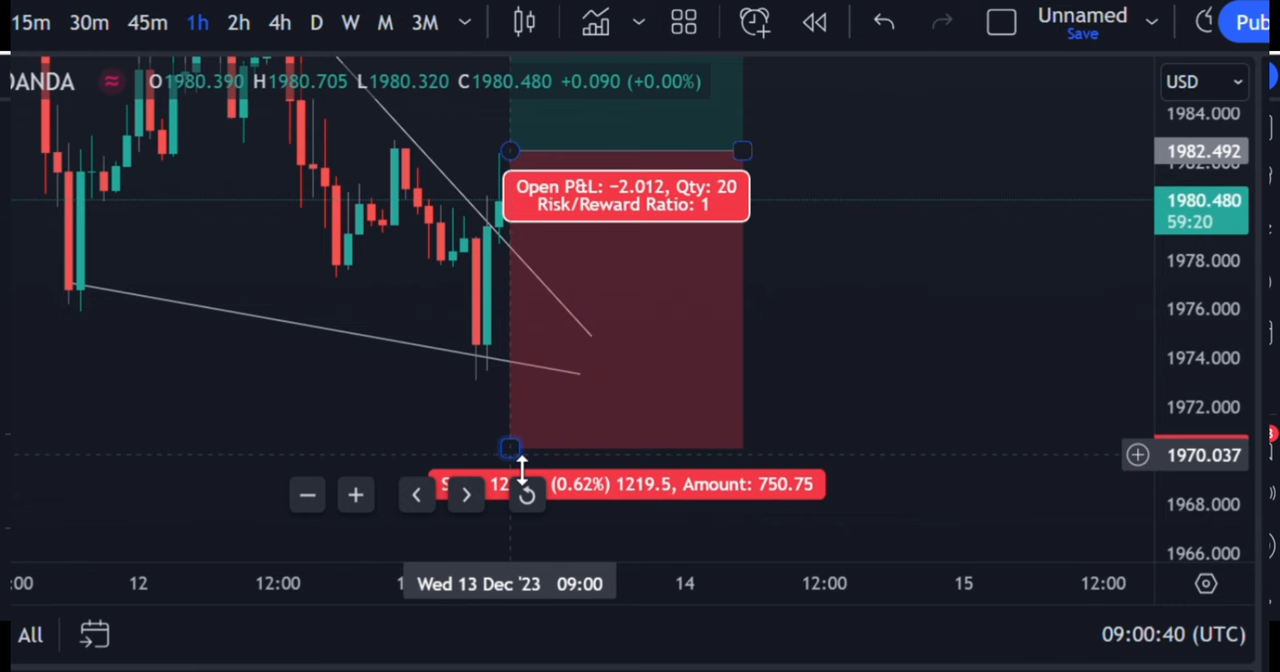 15m 30m 45m 1h 2h 4h D W M 3M
Unnamed
Save
Pub
OANDA O1980.390 H1980.705 L1980.320 C1980.480 +0.090 (+0.00%)
USD
1984.000
1982.492
1982.000
Open P&L: −2.012, Qty: 20
Risk/Reward Ratio: 1
1980.480
59:20
1978.000
1976.000
1974.000
1972.000
1970.037
12 (0.62%) 1219.5, Amount: 750.75
1968.000
1966.000
:00 12 12:00 1 Wed 13 Dec '23 09:00 14 12:00 15 12:00
All
09:00:40 (UTC)